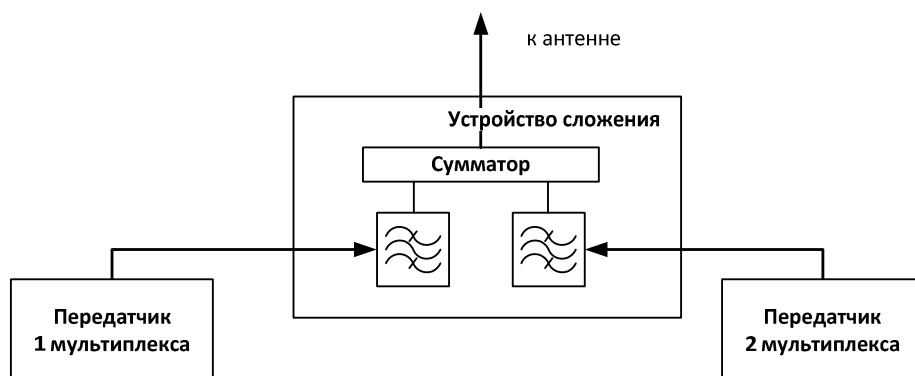 к антенне
Устройство сложения
Сумматор
Передатчик
1 мультиплекса
Передатчик
2 мультиплекса